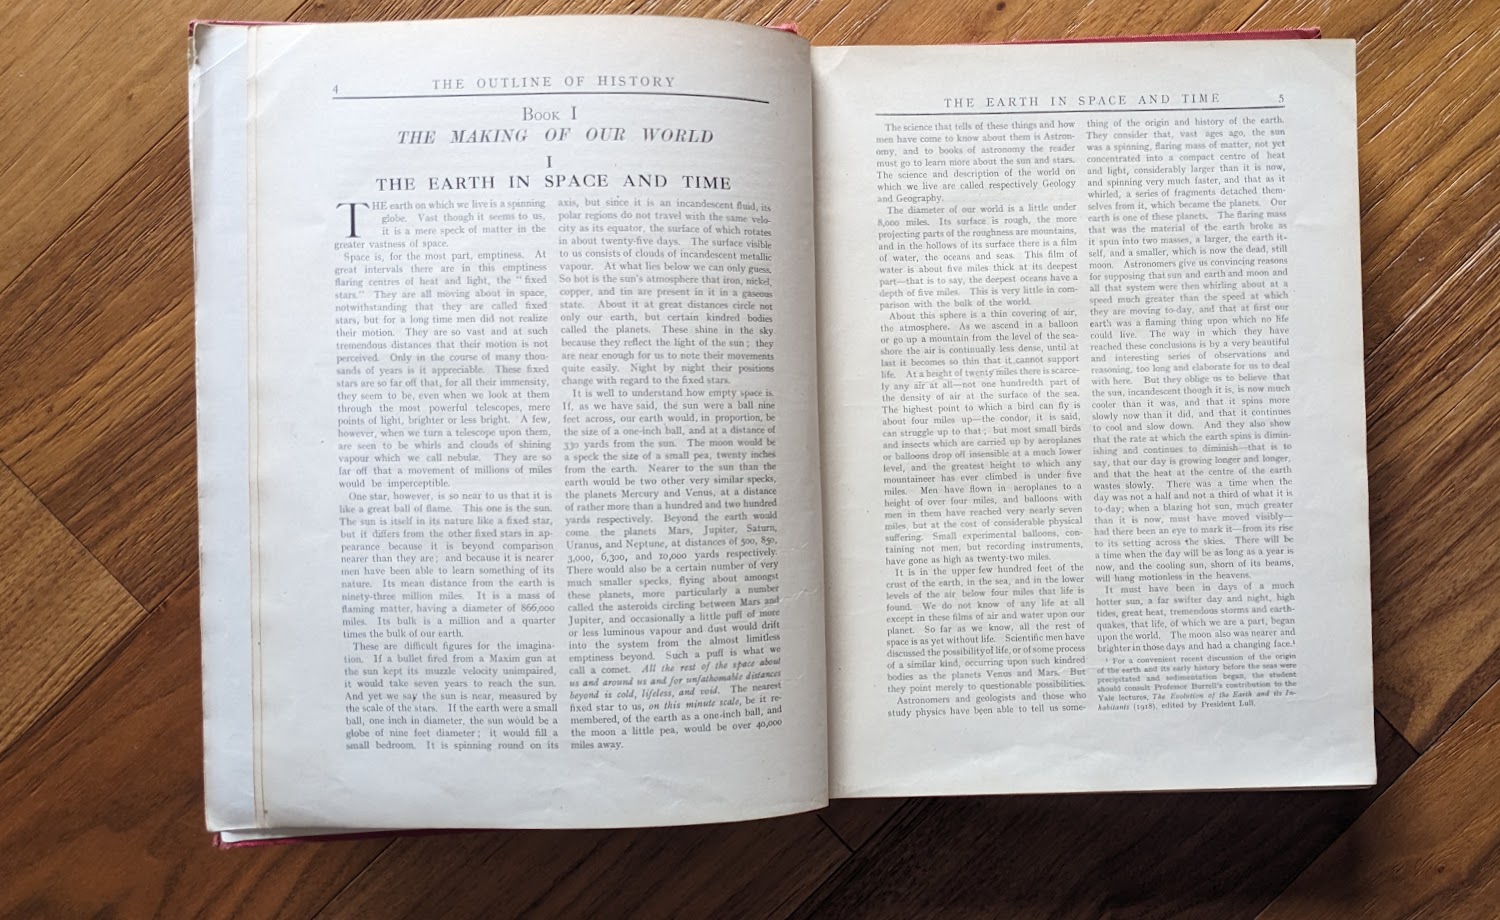 4
THE OUTLINE OF HISTORY
BOOK I
THE MAKING OF OUR WORLD
I
THE EARTH IN SPACE AND TIME
THE earth on which we live is a spinning
globe. Vast though it seems to us,
it is a mere speck of matter in the
greater vastness of space.
Space is, for the most part, emptiness. At
great intervals there are in this emptiness
flaring centres of heat and light, the “fixed
stars.” They are all moving about in space,
notwithstanding that they are called fixed
stars, but for a long time men did not realize
their motion. They are so vast and at such
tremendous distances that their motion is not
perceived. Only in the course of many thou-
sands of years is it appreciable. These fixed
stars are so far off that, for all their immensity,
they seem to be, even when we look at them
through the most powerful telescopes, mere
points of light, brighter or less bright. A few,
however, when we turn a telescope upon them,
are seen to be whirls and clouds of shining
vapour which we call nebulæ. They are so
far off that a movement of millions of miles
would be imperceptible.
One star, however, is so near to us that it is
like a great ball of flame. This one is the sun.
The sun is itself in its nature like a fixed star,
but it differs from the other fixed stars in ap-
pearance because it is beyond comparison
nearer than they are; and because it is nearer
men have been able to learn something of its
nature. Its mean distance from the earth is
ninety-three million miles. It is a mass of
flaming matter, having a diameter of 866,000
miles. Its bulk is a million and a quarter
times the bulk of our earth.
These are difficult figures for the imagina-
tion. If a bullet fired from a Maxim gun at
the sun kept its muzzle velocity unimpaired,
it would take seven years to reach the sun.
And yet we say the sun is near, measured by
the scale of the stars. If the earth were a small
ball, one inch in diameter, the sun would be a
globe of nine feet diameter; it would fill a
small bedroom. It is spinning round on its
axis, but since it is an incandescent fluid, its
polar regions do not travel with the same velo-
city as its equator, the surface of which rotates
in about twenty-five days. The surface visible
to us consists of clouds of incandescent metallic
vapour. At what lies below we can only guess.
So hot is the sun's atmosphere that iron, nickel,
copper, and tin are present in it in a gaseous
state. About it at great distances circle not
only our earth, but certain kindred bodies
called the planets. These shine in the sky
because they reflect the light of the sun; they
are near enough for us to note their movements
quite easily. Night by night their positions
change with regard to the fixed stars.
It is well to understand how empty space is.
If, as we have said, the sun were a ball nine
feet across, our earth would, in proportion, be
the size of a one-inch ball, and at a distance of
330 yards from the sun. The moon would be
a speck the size of a small pea, twenty inches
from the earth. Nearer to the sun than the
earth would be two other very similar specks,
the planets Mercury and Venus, at a distance
of rather more than a hundred and two hundred
yards respectively. Beyond the earth would
come the planets Mars, Jupiter, Saturn,
Uranus, and Neptune, at distances of 500, 850,
3,000, 6,300, and 10,000 yards respectively.
There would also be a certain number of very
much smaller specks, flying about amongst
these planets, more particularly a number
called the asteroids circling between Mars and
Jupiter, and occasionally a little puff of more
or less luminous vapour and dust would drift
into the system from the almost limitless
emptiness beyond. Such a puff is what we
call a comet. All the rest of the space about
us and around us and for unfathomable distances
beyond is cold, lifeless, and void. The nearest
fixed star to us, on this minute scale, be it re-
membered, of the earth as a one-inch ball, and
the moon a little pea, would be over 40,000
miles away.
THE EARTH IN SPACE AND TIME
5
The science that tells of these things and how
men have come to know about them is Astron-
omy, and to books of astronomy the reader
must go to learn more about the sun and stars.
The science and description of the world on
which we live are called respectively Geology
and Geography.
The diameter of our world is a little under
8,000 miles. Its surface is rough, the more
projecting parts of the roughness are mountains,
and in the hollows of its surface there is a film
of water, the oceans and seas. This film of
water is about five miles thick at its deepest
part—that is to say, the deepest oceans have a
depth of five miles. This is very little in com-
parison with the bulk of the world.
About this sphere is a thin covering of air,
the atmosphere. As we ascend in a balloon
or go up a mountain from the level of the sea-
shore the air is continually less dense, until at
last it becomes so thin that it cannot support
life. At a height of twenty miles there is scarce-
ly any air at all—not one hundredth part of
the density of air at the surface of the sea.
The highest point to which a bird can fly is
about four miles up—the condor, it is said,
can struggle up to that; but most small birds
and insects which are carried up by aeroplanes
or balloons drop off insensible at a much lower
level, and the greatest height to which any
mountaineer has ever climbed is under five
miles. Men have flown in aeroplanes to a
height of over four miles, and balloons with
men in them have reached very nearly seven
miles, but at the cost of considerable physical
suffering. Small experimental balloons, con-
taining not men, but recording instruments,
have gone as high as twenty-two miles.
It is in the upper few hundred feet of the
crust of the earth, in the sea, and in the lower
levels of the air below four miles that life is
found. We do not know of any life at all
except in these films of air and water upon our
planet. So far as we know, all the rest of
space is as yet without life. Scientific men have
discussed the possibility of life, or of some process
of a similar kind, occurring upon such kindred
bodies as the planets Venus and Mars. But
they point merely to questionable possibilities.
Astronomers and geologists and those who
study physics have been able to tell us some-
thing of the origin and history of the earth.
They consider that, vast ages ago, the sun
was a spinning, flaring mass of matter, not yet
concentrated into a compact centre of heat
and light, considerably larger than it is now,
and spinning very much faster, and that as it
whirled, a series of fragments detached them-
selves from it, which became the planets. Our
earth is one of these planets. The flaring mass
that was the material of the earth broke as
it spun into two masses, a larger, the earth it-
self, and a smaller, which is now the dead, still
moon. Astronomers give us convincing reasons
for supposing that sun and earth and moon and
all that system were then whirling about at a
speed much greater than the speed at which
they are moving to-day, and that at first our
earth was a flaming thing upon which no life
could live. The way in which they have
reached these conclusions is by a very beautiful
and interesting series of observations and
reasoning, too long and elaborate for us to deal
with here. But they oblige us to believe that
the sun, incandescent though it is, is now much
cooler than it was, and that it spins more
slowly now than it did, and that it continues
to cool and slow down. And they also show
that the rate at which the earth spins is dimin-
ishing and continues to diminish—that is to
say, that our day is growing longer and longer,
and that the heat at the centre of the earth
wastes slowly. There was a time when the
day was not a half and not a third of what it is
to-day; when a blazing hot sun, much greater
than it is now, must have moved visibly—
had there been an eye to mark it—from its rise
to its setting across the skies. There will be
a time when the day will be as long as a year is
now, and the cooling sun, shorn of its beams,
will hang motionless in the heavens.
It must have been in days of a much
hotter sun, a far swifter day and night, high
tides, great heat, tremendous storms and earth-
quakes, that life, of which we are a part, began
upon the world. The moon also was nearer and
brighter in those days and had a changing face.¹
¹ For a convenient recent discussion of the origin
of the earth and its early history before the seas were
precipitated and sedimentation began, the student
should consult Professor Burrell's contribution to the
Yale lectures, The Evolution of the Earth and its In-
habitants (1918), edited by President Lull.